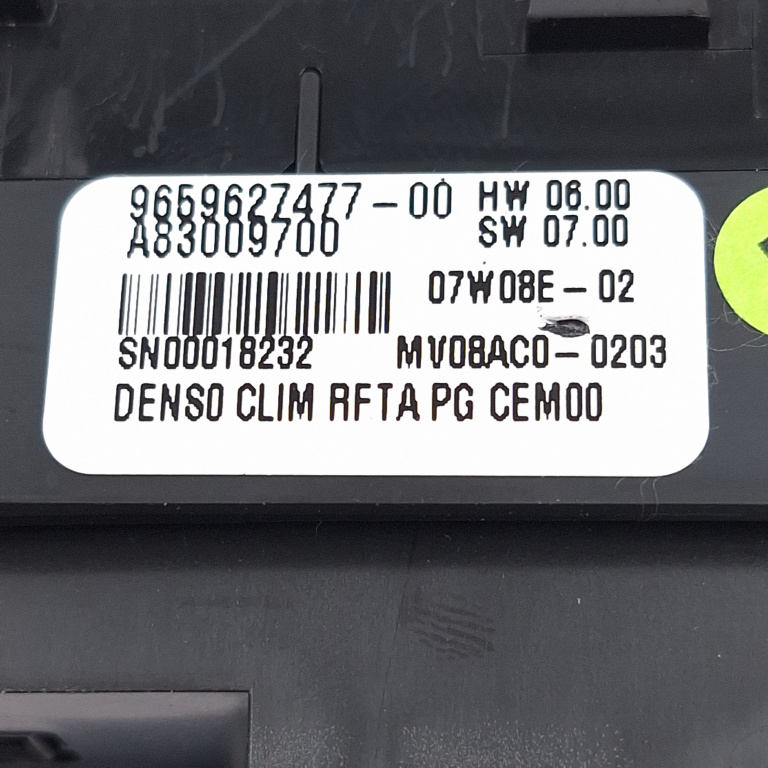 9659627477-00 HW 06.00
A83009700 SW 07.00
07W08E-02
SN00018232 MV08AC0-0203
DENSO CLIM RFTA PG CEM00